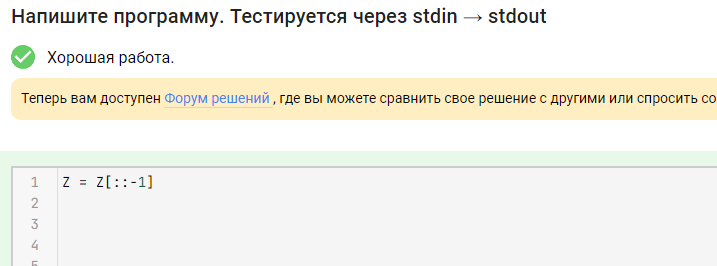 Напишите программу. Тестируется через stdin → stdout
Хорошая работа.
Теперь вам доступен Форум решений , где вы можете сравнить свое решение с другими или спросить со
1 Z = Z[::-1]
2
3
4
5